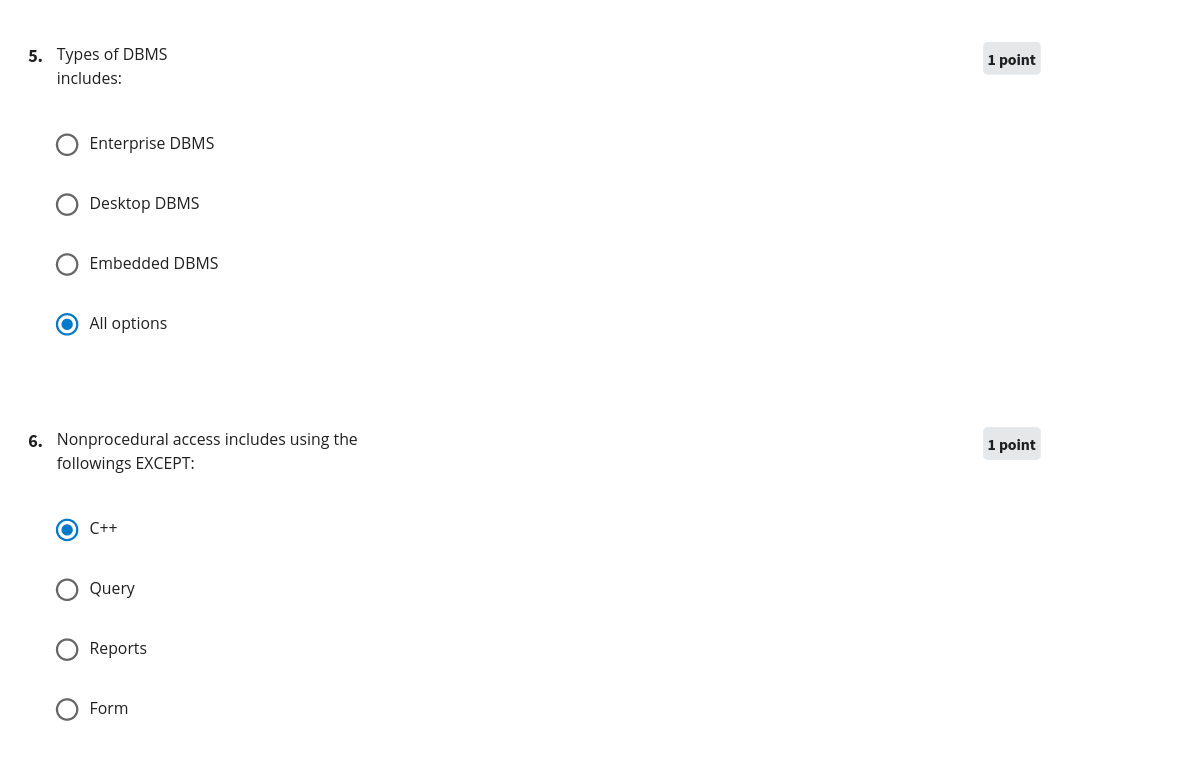 5. Types of DBMS
includes:
1 point
Enterprise DBMS
Desktop DBMS
Embedded DBMS
All options
6. Nonprocedural access includes using the
followings EXCEPT:
1 point
C++
Query
Reports
Form